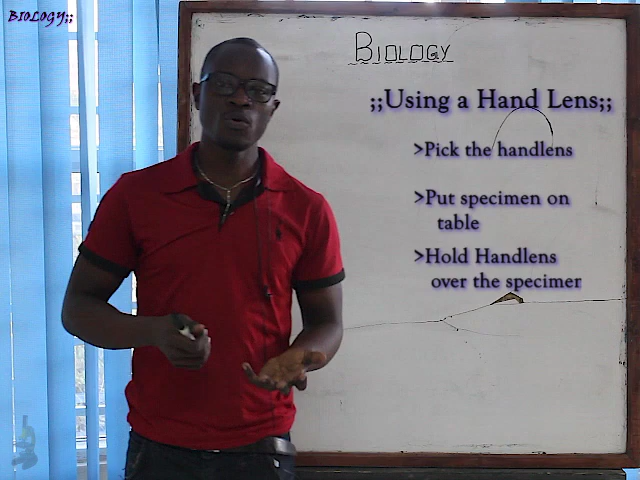 BIOLOGY;;
BIOLOGY
;;Using a Hand Lens;;
>Pick the handlens
>Put specimen on
table
>Hold Handlens
over the specimer